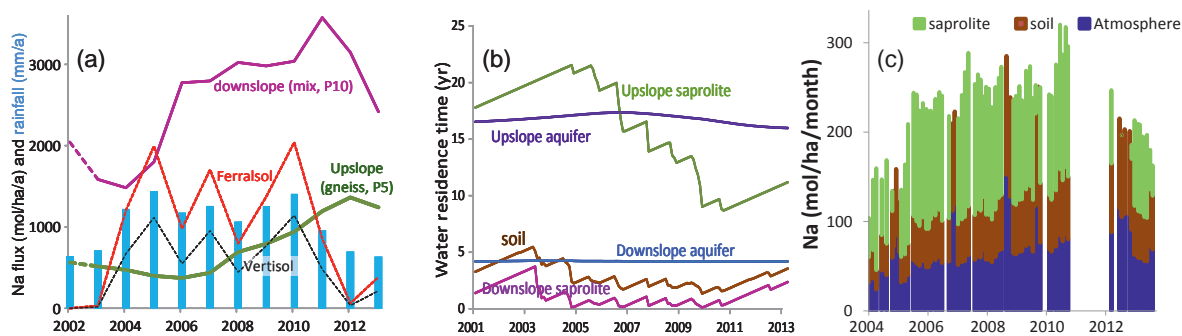 (a)
Na flux (mol/ha/a) and rainfall (mm/a)
3000
2000
1000
0
2002 2004 2006 2008 2010 2012
downslope (mix, P10)
Ferralsol
Upslope
(gneiss, P5)
Vertisol
(b)
Water residence time (yr)
25
20
15
10
5
0
2001 2003 2005 2007 2009 2011 2013
Upslope saprolite
Upslope aquifer
soil
Downslope aquifer
Downslope saprolite
(c)
saprolite soil Atmosphere
Na (mol/ha/month)
300
200
100
0
2004 2006 2008 2010 2012